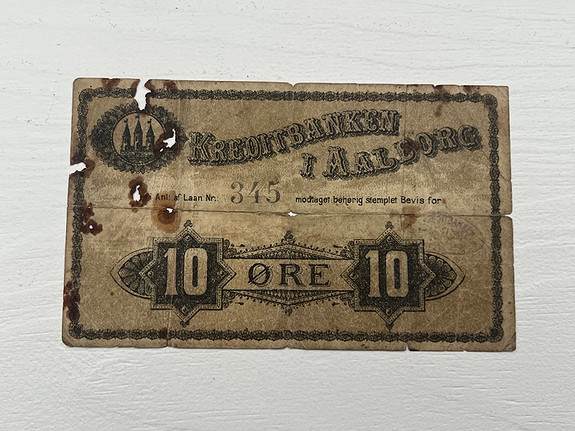 KREDITBANKEN
I AALBORG
Anl: af Laan Nr: 345 modtaget behørig stemplet Bevis for
10 ØRE 10